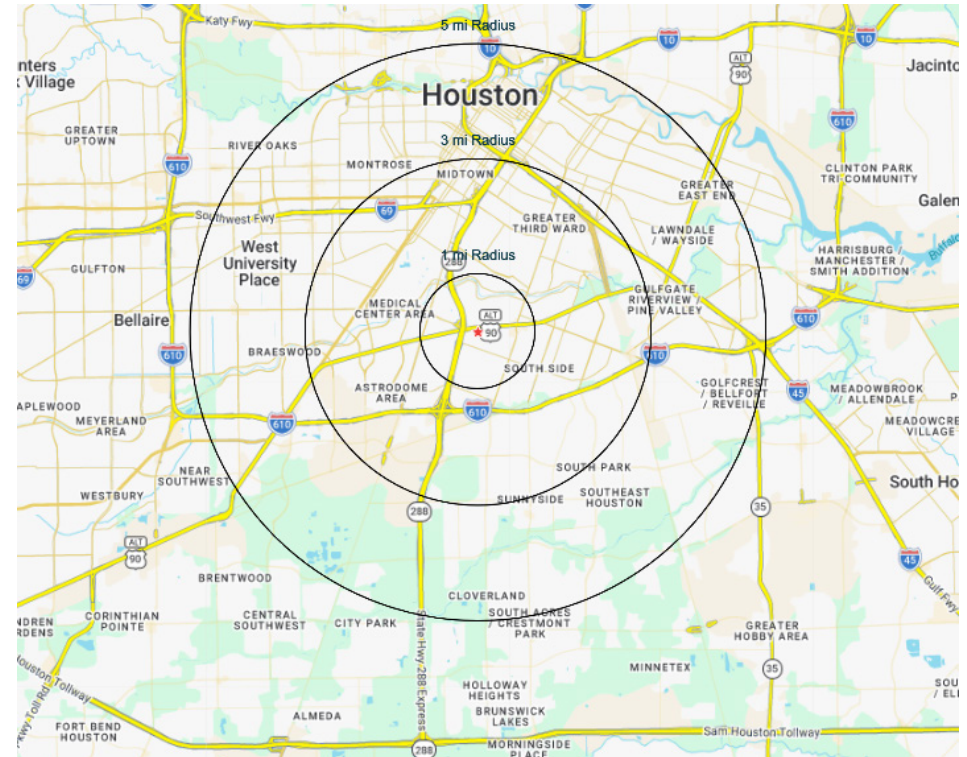 5 mi Radius
Katy Fwy
10
10
10
ALT
90
nters
k Village
Jacinto
Houston
610
GREATER
UPTOWN
RIVER OAKS
3 mi Radius
MONTROSE
MIDTOWN
610
CLINTON PARK
TRI-COMMUNITY
GREATER
EAST END
Galen
Southwest Fwy
69
GREATER
THIRD WARD
LAWNDALE
/ WAYSIDE
West
University
Place
1 mi Radius
288
HARRISBURG /
MANCHESTER /
SMITH ADDITION
Buffalo
69
GULFTON
GULFGATE
RIVERVIEW /
PINE VALLEY
MEDICAL
CENTER AREA
ALT
90
610
Bellaire
610
BRAESWOOD
610
SOUTH SIDE
ASTRODOME
AREA
GOLFCREST
/ BELLFORT
/ REVEILLE
45
MEADOWBROOK
/ ALLENDALE
APLEWOOD
MEYERLAND
AREA
610
610
MEADOWCRE
VILLAGE
NEAR
SOUTHWEST
SOUTH PARK
WESTBURY
SUNNYSIDE
SOUTHEAST
HOUSTON
South Ho
288
35
ALT
90
45
Gulf Fwy
BRENTWOOD
CLOVERLAND
NDREN
RDENS
CORINTHIAN
POINTE
CENTRAL
SOUTHWEST
CITY PARK
State Hwy 288 Express
SOUTH ACRES
/ CRESTMONT
PARK
GREATER
HOBBY AREA
MINNETEX
35
Houston Tollway
Pkwy Toll Rd
HOLLOWAY
HEIGHTS
SOU
/ ELL
ALMEDA
BRUNSWICK
LAKES
FORT BEND
HOUSTON
Sam Houston Tollway
288
MORNINGSIDE
PLACE